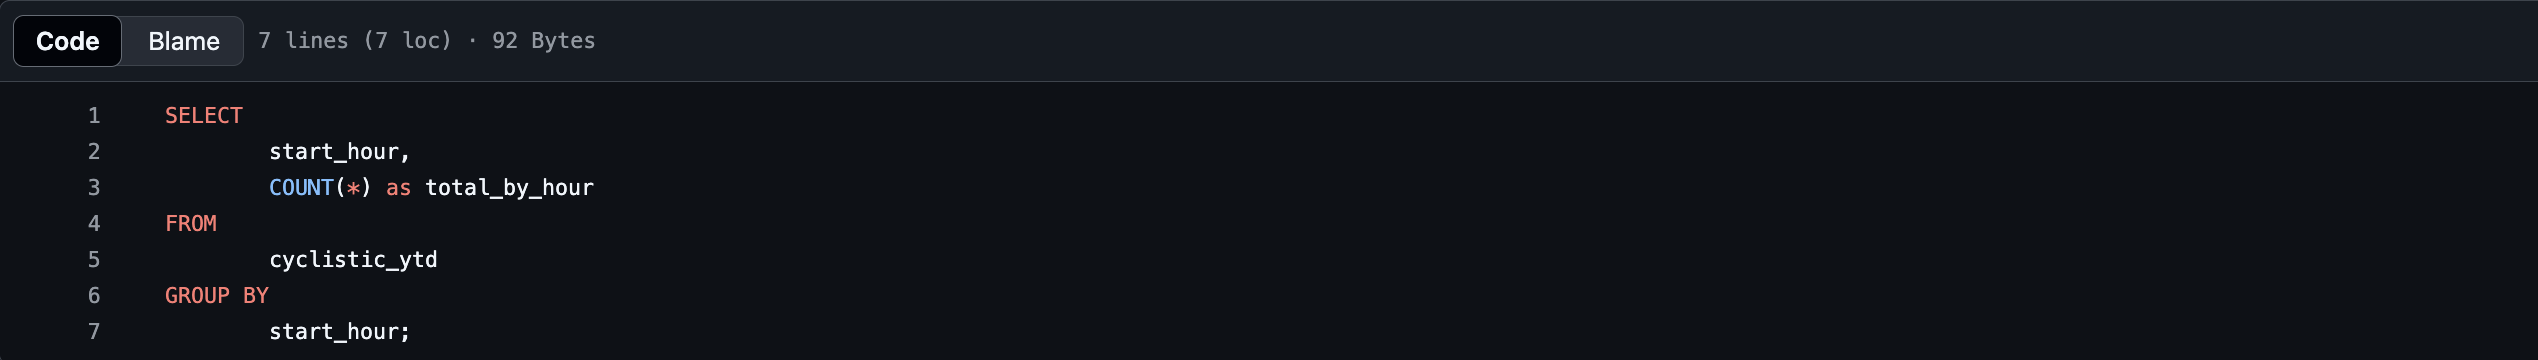 Code Blame 7 lines (7 loc) · 92 Bytes
1 SELECT
2 start_hour,
3 COUNT(*) as total_by_hour
4 FROM
5 cyclistic_ytd
6 GROUP BY
7 start_hour;